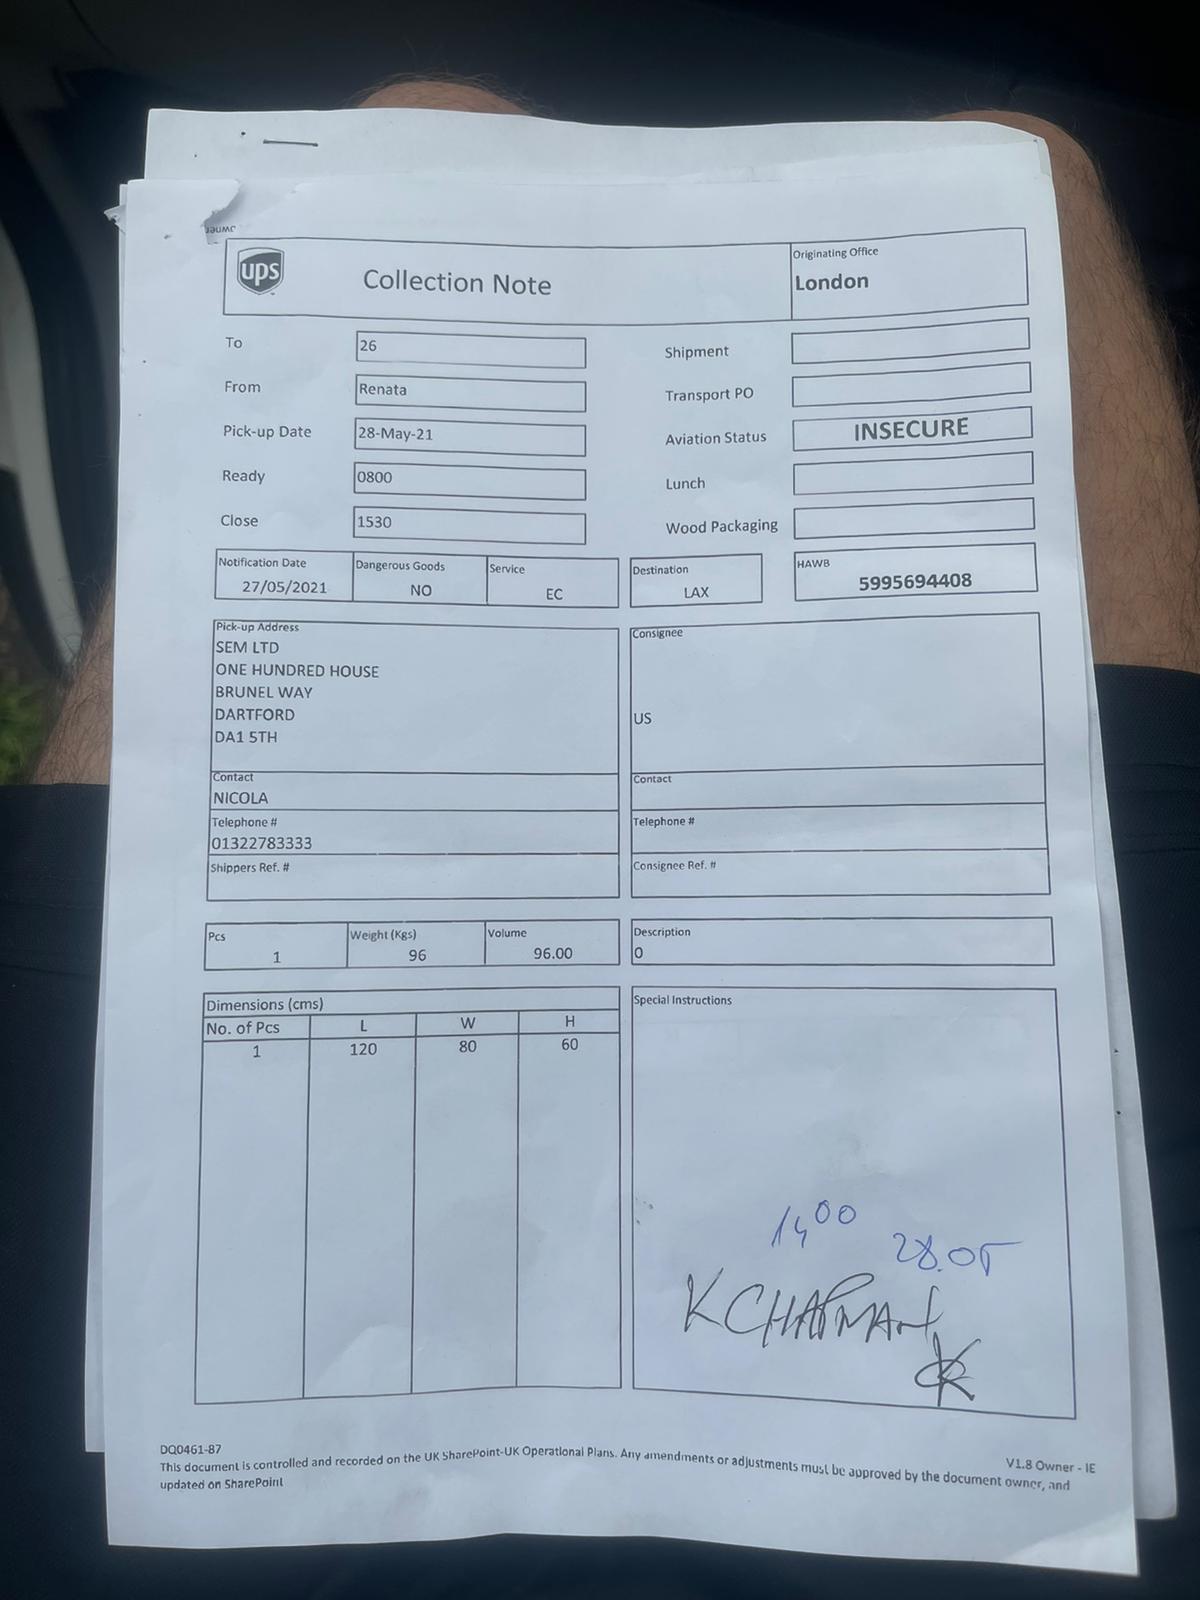 owner
ups
Collection Note
Originating Office
London
To 26
From Renata
Pick-up Date 28-May-21
Ready 0800
Close 1530
Shipment
Transport PO
Aviation Status INSECURE
Lunch
Wood Packaging
Notification Date Dangerous Goods Service Destination HAWB
27/05/2021 NO EC LAX 5995694408
Pick-up Address
SEM LTD
ONE HUNDRED HOUSE
BRUNEL WAY
DARTFORD
DA1 5TH
Contact
NICOLA
Telephone #
01322783333
Shippers Ref. #
Consignee
US
Contact
Telephone #
Consignee Ref. #
Pcs Weight (Kgs) Volume Description
1 96 96.00 0
Dimensions (cms)
No. of Pcs L W H
1 120 80 60
Special Instructions
14 00
28.05
K CHAPMAN
DQ0461-87
V1.8 Owner - IE
This document is controlled and recorded on the UK SharePoint-UK Operational Plans. Any amendments or adjustments must be approved by the document owner, and
updated on SharePoint